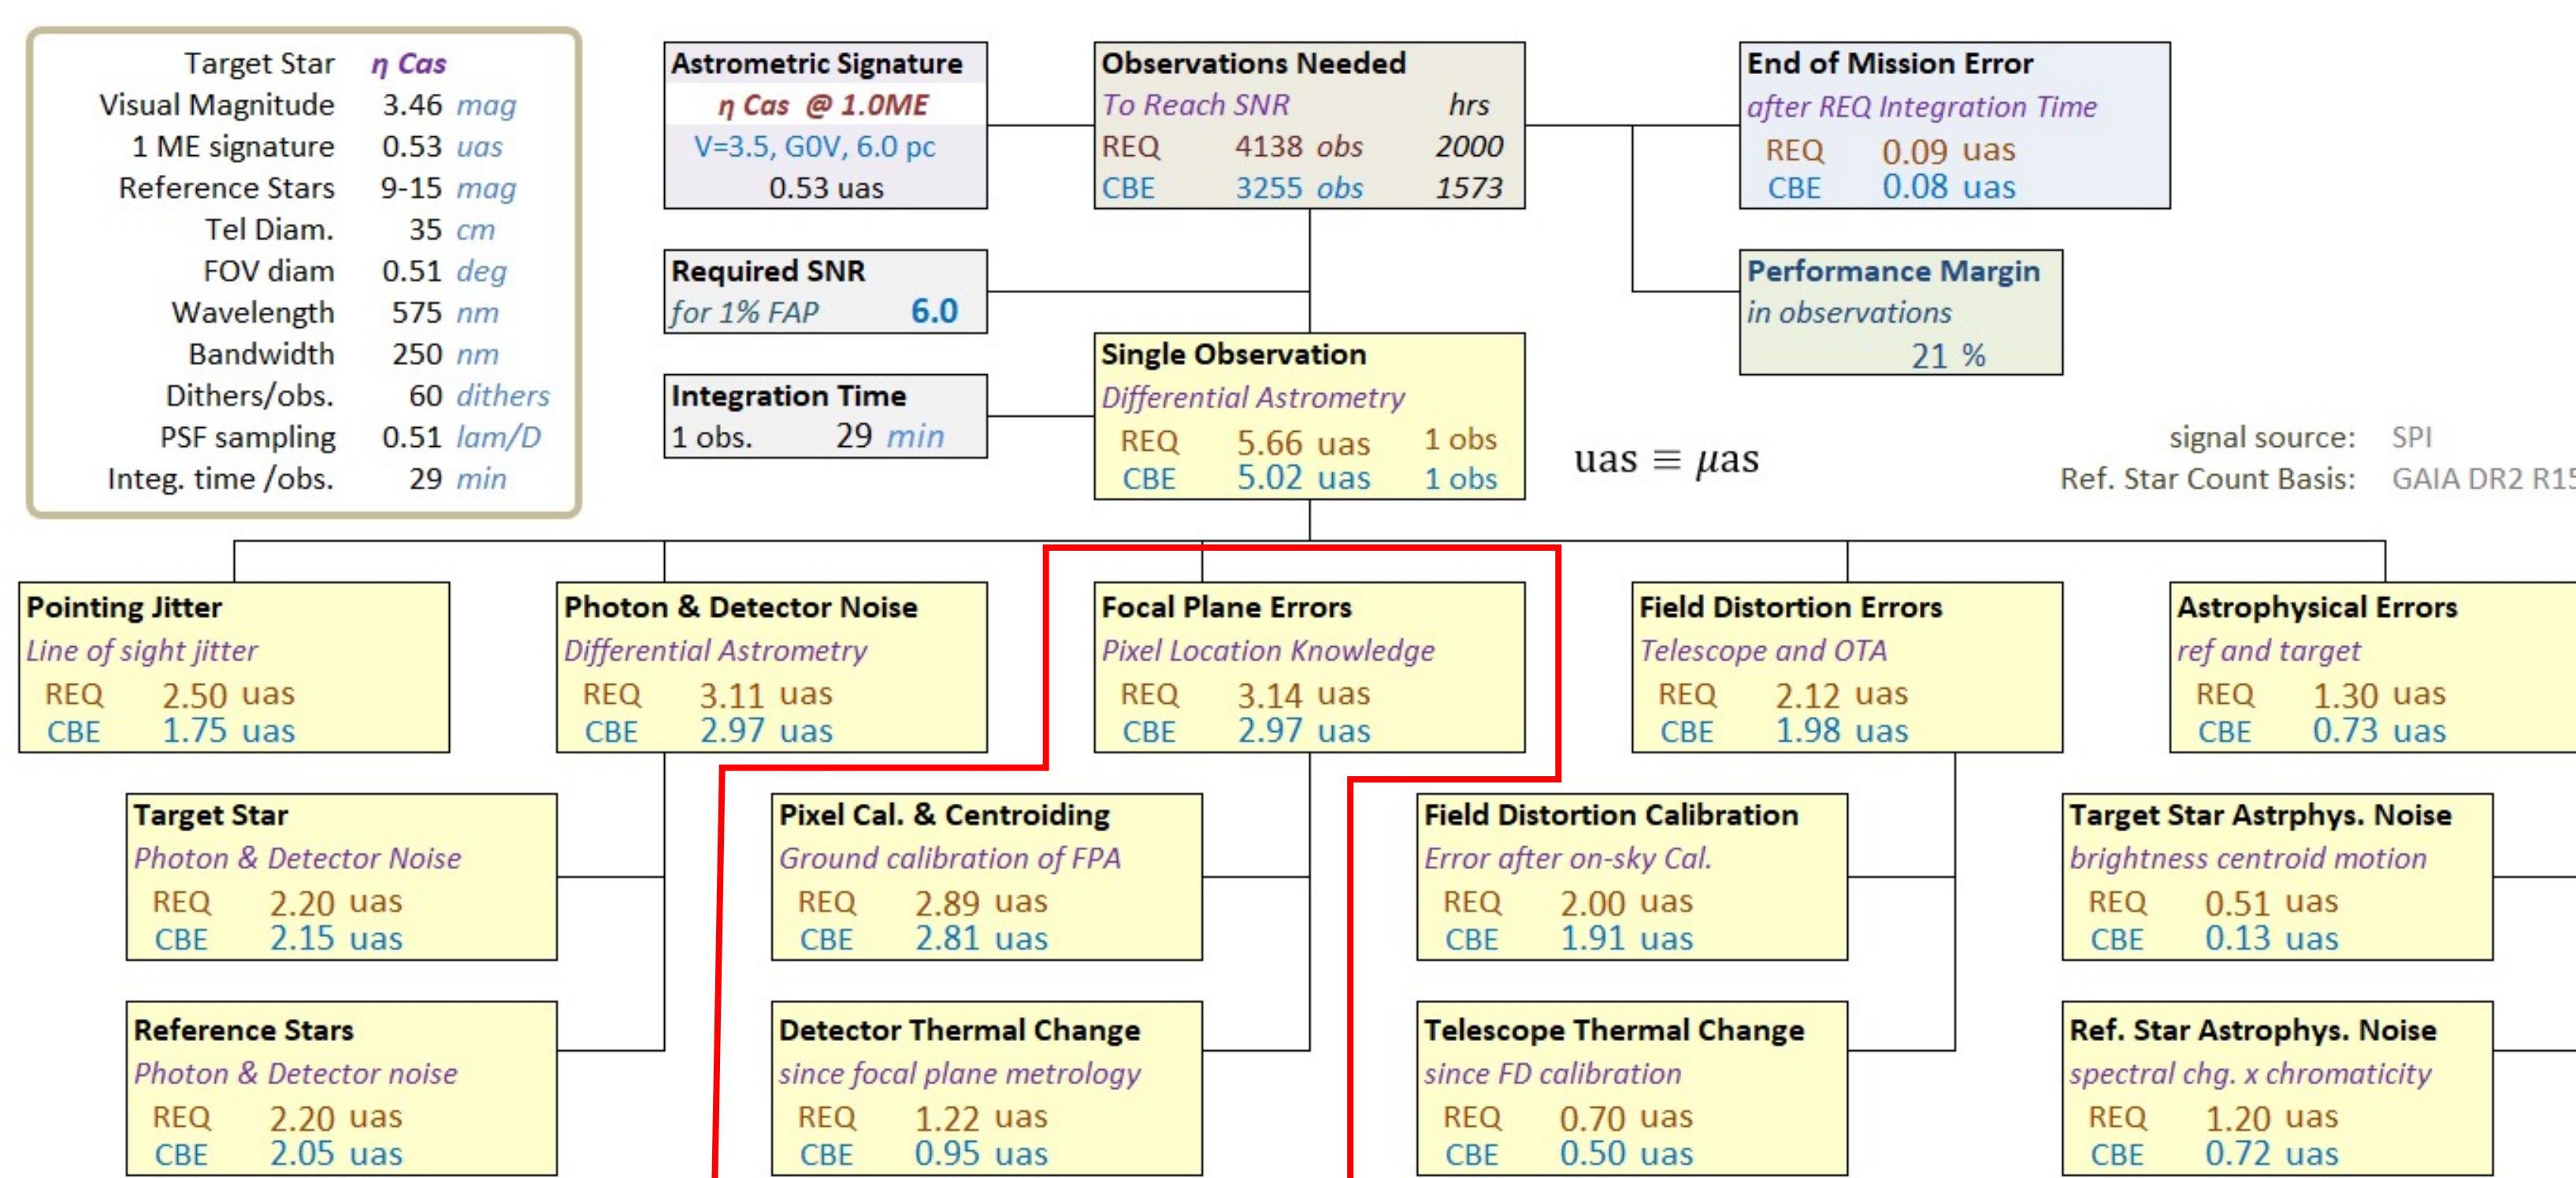 Target Star η Cas
Visual Magnitude 3.46 mag
1 ME signature 0.53 uas
Reference Stars 9-15 mag
Tel Diam. 35 cm
FOV diam 0.51 deg
Wavelength 575 nm
Bandwidth 250 nm
Dithers/obs. 60 dithers
PSF sampling 0.51 lam/D
Integ. time /obs. 29 min
Astrometric Signature
η Cas @ 1.0ME
V=3.5, G0V, 6.0 pc
0.53 uas
Observations Needed
To Reach SNR hrs
REQ 4138 obs 2000
CBE 3255 obs 1573
End of Mission Error
after REQ Integration Time
REQ 0.09 uas
CBE 0.08 uas
Required SNR
for 1% FAP 6.0
Performance Margin
in observations
21 %
Integration Time
1 obs. 29 min
Single Observation
Differential Astrometry
REQ 5.66 uas 1 obs
CBE 5.02 uas 1 obs
uas ≡ μas
signal source: SPI
Ref. Star Count Basis: GAIA DR2 R15
Pointing Jitter
Line of sight jitter
REQ 2.50 uas
CBE 1.75 uas
Photon & Detector Noise
Differential Astrometry
REQ 3.11 uas
CBE 2.97 uas
Focal Plane Errors
Pixel Location Knowledge
REQ 3.14 uas
CBE 2.97 uas
Field Distortion Errors
Telescope and OTA
REQ 2.12 uas
CBE 1.98 uas
Astrophysical Errors
ref and target
REQ 1.30 uas
CBE 0.73 uas
Target Star
Photon & Detector Noise
REQ 2.20 uas
CBE 2.15 uas
Pixel Cal. & Centroiding
Ground calibration of FPA
REQ 2.89 uas
CBE 2.81 uas
Field Distortion Calibration
Error after on-sky Cal.
REQ 2.00 uas
CBE 1.91 uas
Target Star Astrphys. Noise
brightness centroid motion
REQ 0.51 uas
CBE 0.13 uas
Reference Stars
Photon & Detector noise
REQ 2.20 uas
CBE 2.05 uas
Detector Thermal Change
since focal plane metrology
REQ 1.22 uas
CBE 0.95 uas
Telescope Thermal Change
since FD calibration
REQ 0.70 uas
CBE 0.50 uas
Ref. Star Astrophys. Noise
spectral chg. x chromaticity
REQ 1.20 uas
CBE 0.72 uas